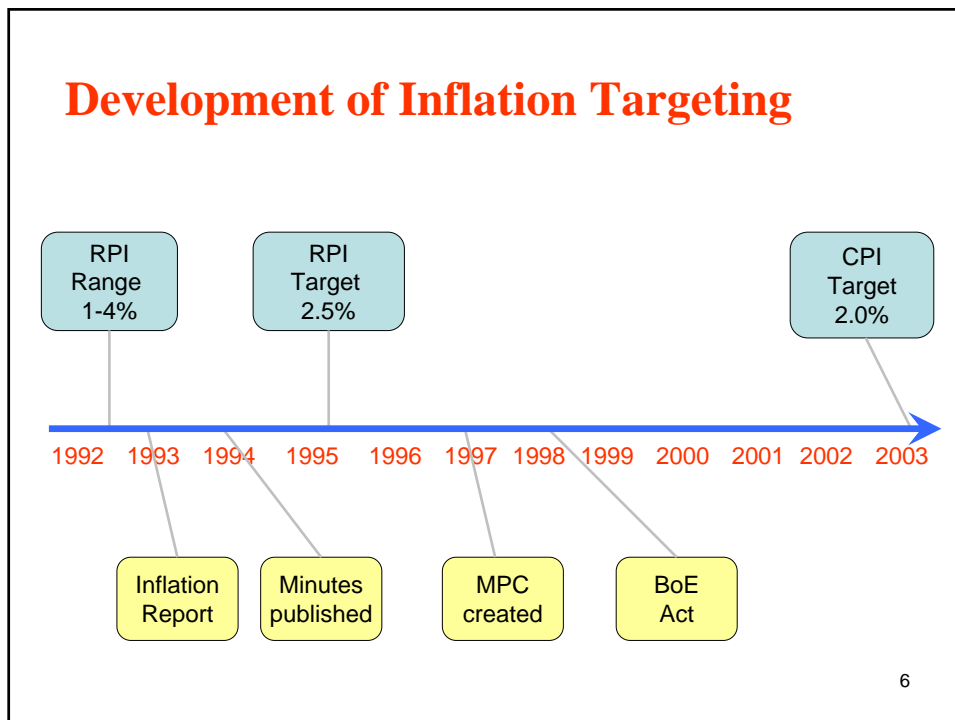 Development of Inflation Targeting
RPI
Range
1-4%
RPI
Target
2.5%
CPI
Target
2.0%
1992 1993 1994 1995 1996 1997 1998 1999 2000 2001 2002 2003
Inflation
Report
Minutes
published
MPC
created
BoE
Act
6